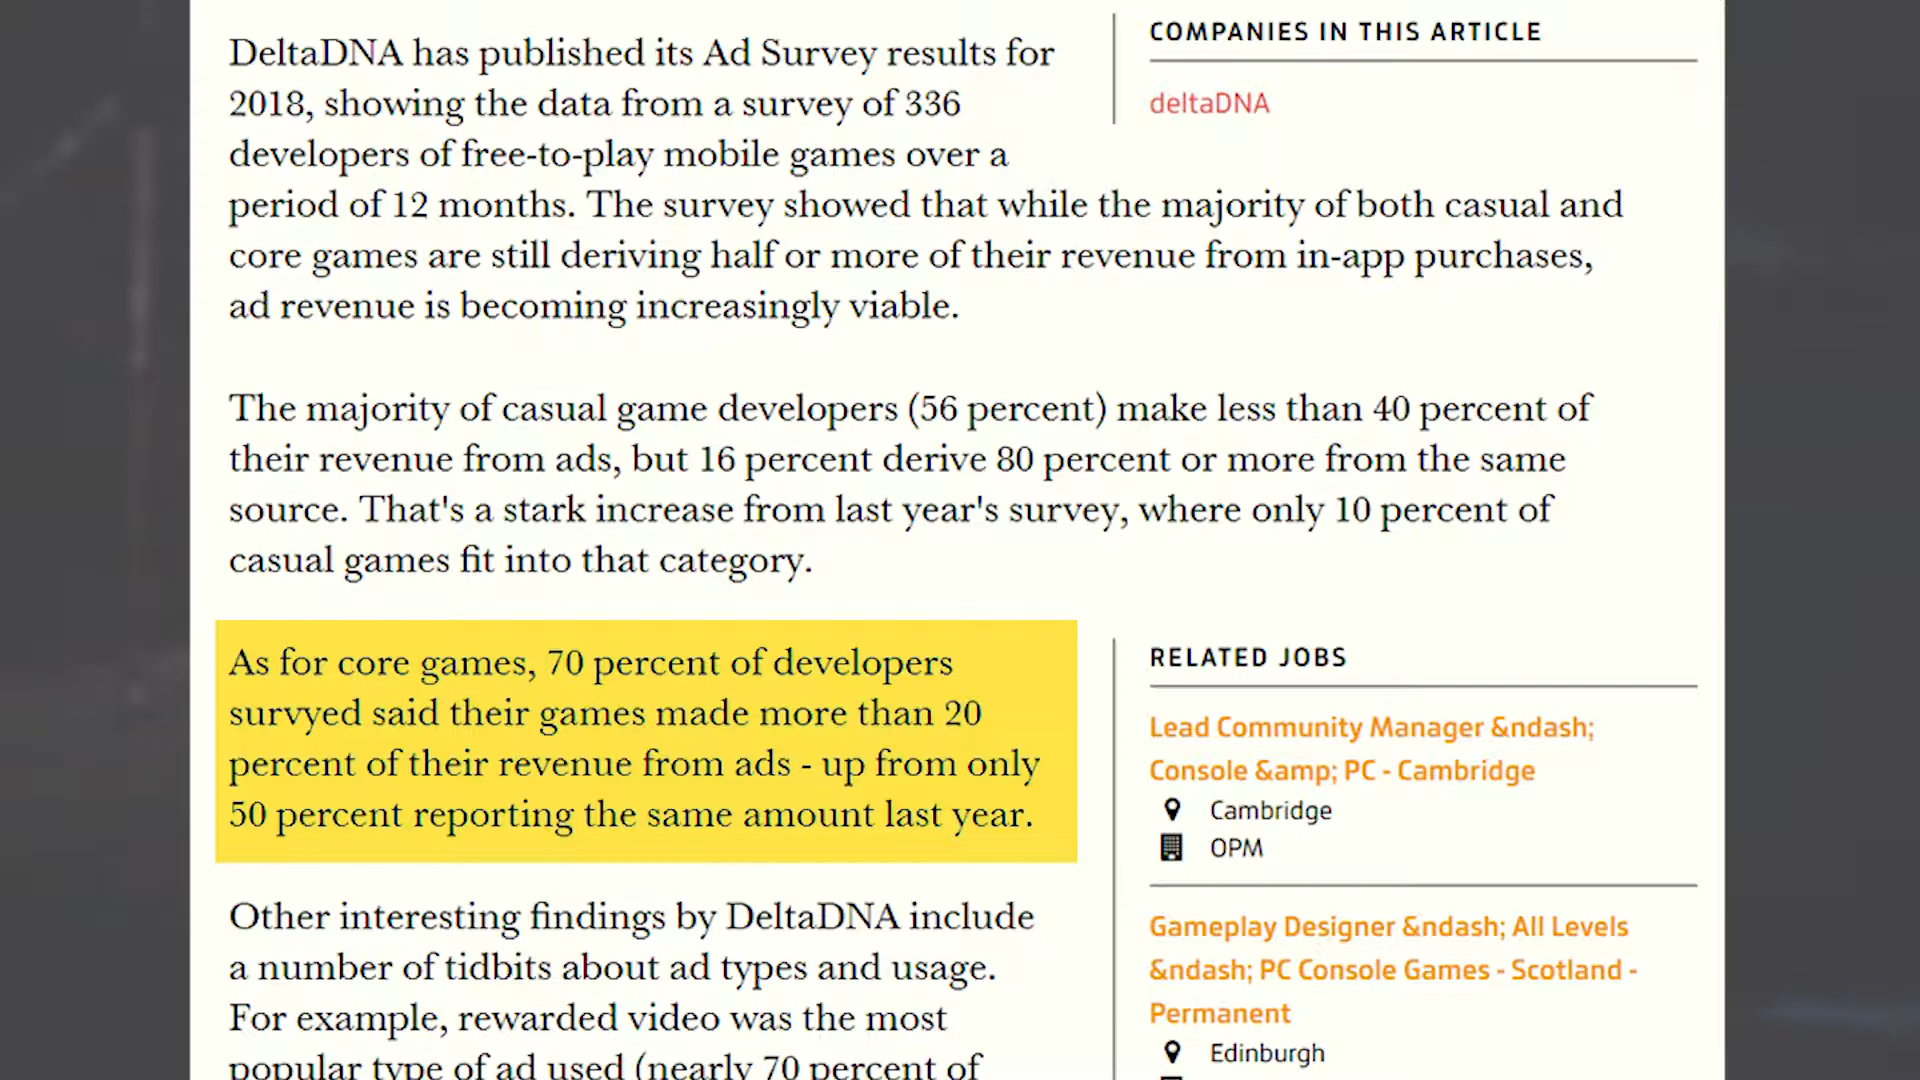 DeltaDNA has published its Ad Survey results for
2018, showing the data from a survey of 336
developers of free-to-play mobile games over a
period of 12 months. The survey showed that while the majority of both casual and
core games are still deriving half or more of their revenue from in-app purchases,
ad revenue is becoming increasingly viable.
The majority of casual game developers (56 percent) make less than 40 percent of
their revenue from ads, but 16 percent derive 80 percent or more from the same
source. That's a stark increase from last year's survey, where only 10 percent of
casual games fit into that category.
As for core games, 70 percent of developers
survyed said their games made more than 20
percent of their revenue from ads - up from only
50 percent reporting the same amount last year.
Other interesting findings by DeltaDNA include
a number of tidbits about ad types and usage.
For example, rewarded video was the most
popular type of ad used (nearly 70 percent of
COMPANIES IN THIS ARTICLE
deltaDNA
RELATED JOBS
Lead Community Manager &ndash;
Console &amp; PC - Cambridge
Cambridge
OPM
Gameplay Designer &ndash; All Levels
&ndash; PC Console Games - Scotland -
Permanent
Edinburgh